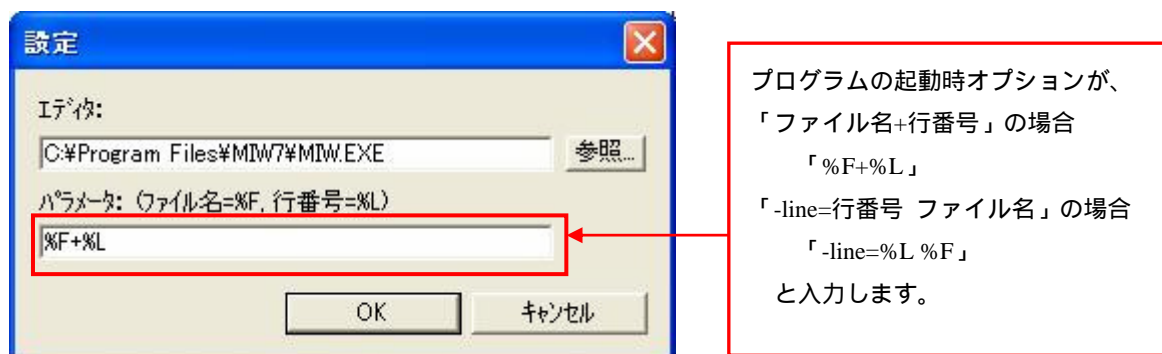 設定
ｴﾃﾞｨﾀ:
C:¥Program Files¥MIW7¥MIW.EXE
参照...
ﾊﾟﾗﾒｰﾀ: (ﾌｧｲﾙ名=%F, 行番号=%L)
%F+%L
OK
ｷｬﾝｾﾙ
プログラムの起動時オプションが、
「ファイル名+行番号」の場合
「%F+%L」
「-line=行番号 ファイル名」の場合
「-line=%L %F」
と入力します。